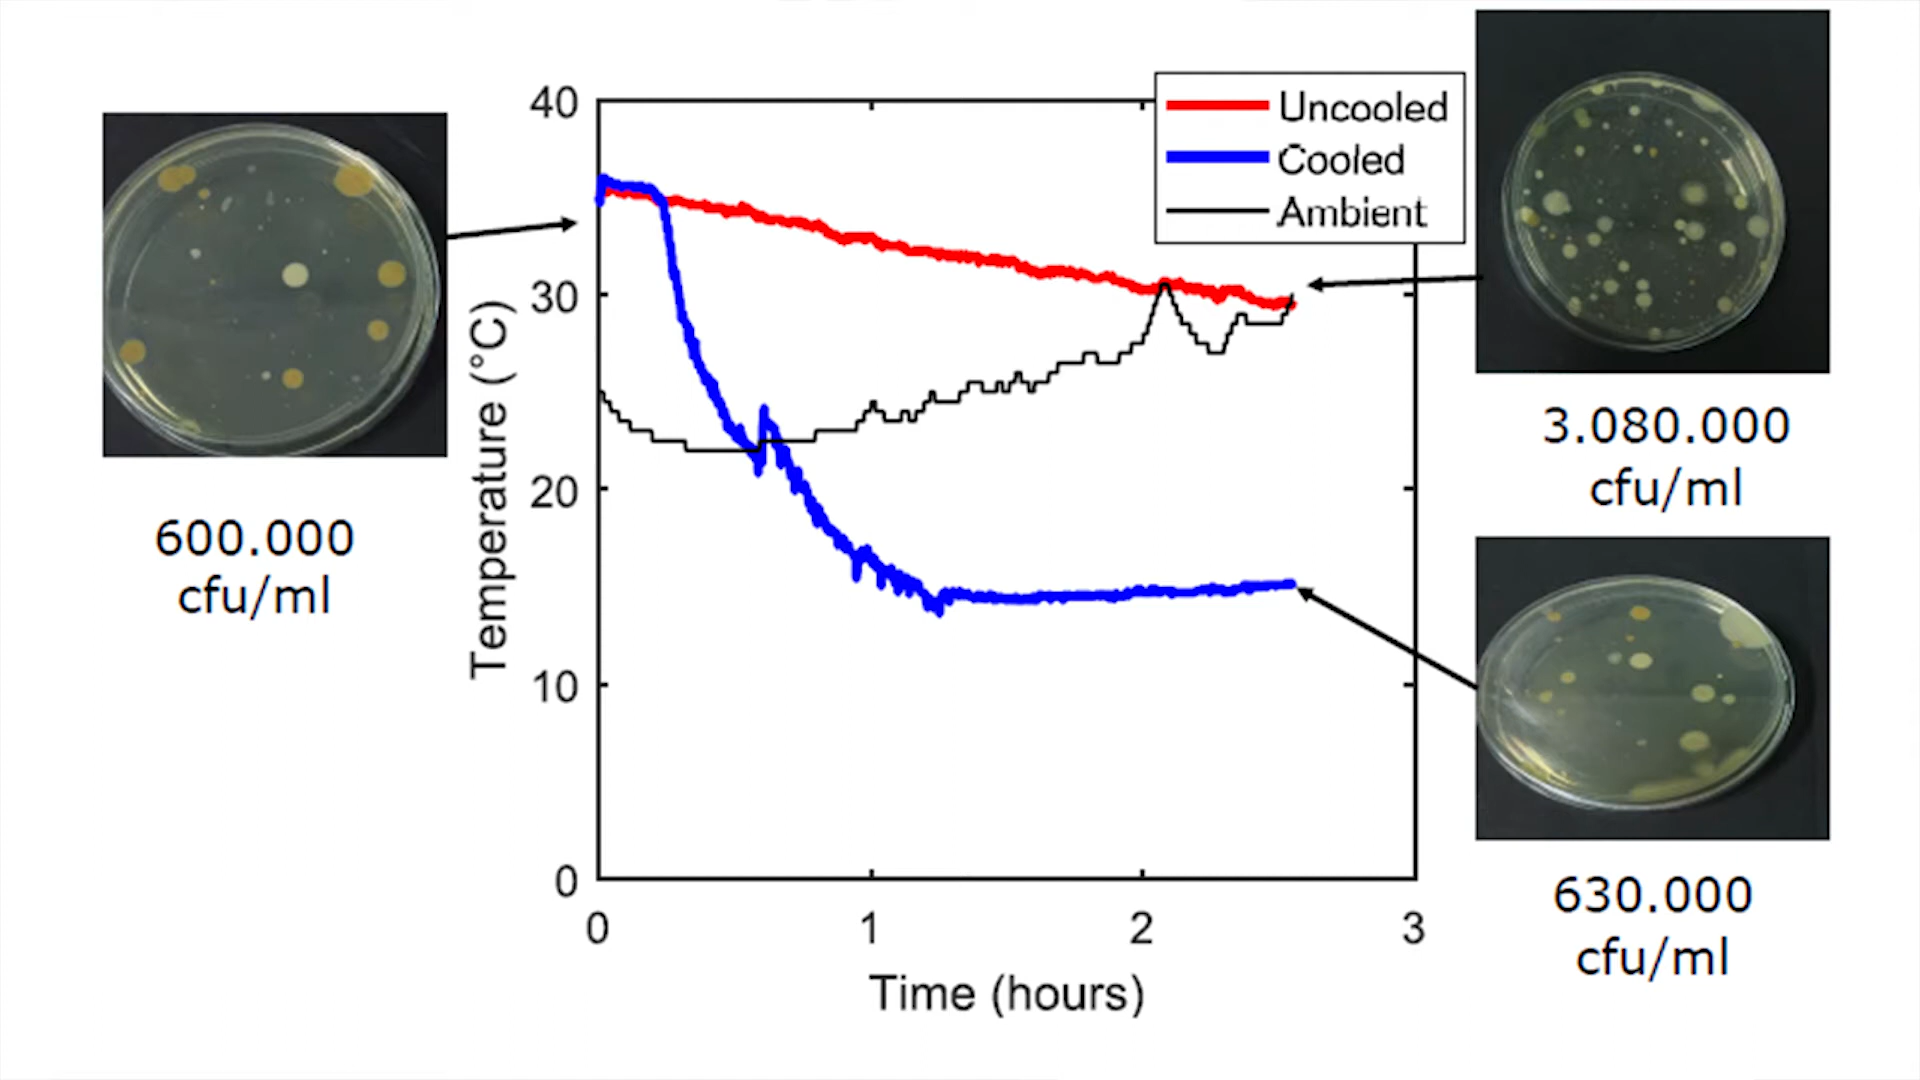 40
30
20
10
0
0
1
2
3
Temperature (°C)
Time (hours)
Uncooled
Cooled
Ambient
600.000
cfu/ml
3.080.000
cfu/ml
630.000
cfu/ml